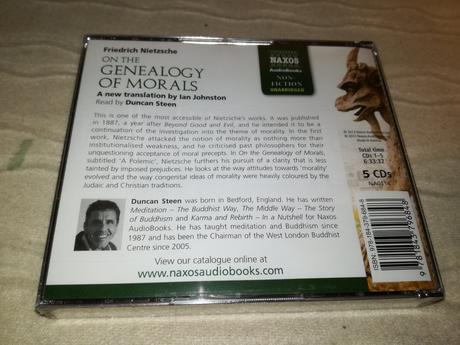 Friedrich Nietzsche
ON THE
GENEALOGY
OF MORALS
A new translation by Ian Johnston
Read by Duncan Steen
NAXOS
AudioBooks
NON-
FICTION
UNABRIDGED
This is one of the most accessible of Nietzsche's works. It was published
in 1887, a year after Beyond Good and Evil, and he intended it to be a
continuation of the investigation into the theme of morality. In the first
work, Nietzsche attacked the notion of morality as nothing more than
institutionalised weakness, and he criticised past philosophers for their
unquestioning acceptance of moral precepts. In On the Genealogy of Morals,
subtitled 'A Polemic', Nietzsche furthers his pursuit of a clarity that is less
tainted by imposed prejudices. He looks at the way attitudes towards 'morality'
evolved and the way congenital ideas of morality were heavily coloured by the
Judaic and Christian traditions.
Duncan Steen was born in Bedford, England. He has written
Meditation – The Buddhist Way, The Middle Way – The Story
of Buddhism and Karma and Rebirth – In a Nutshell for Naxos
AudioBooks. He has taught meditation and Buddhism since
1987 and has been the Chairman of the West London Buddhist
Centre since 2005.
View our catalogue online at
www.naxosaudiobooks.com
Total time
CDs 1–5
6:33:32
5 CDs
ISBN: 978-184-379-684-8
9 781843 796848